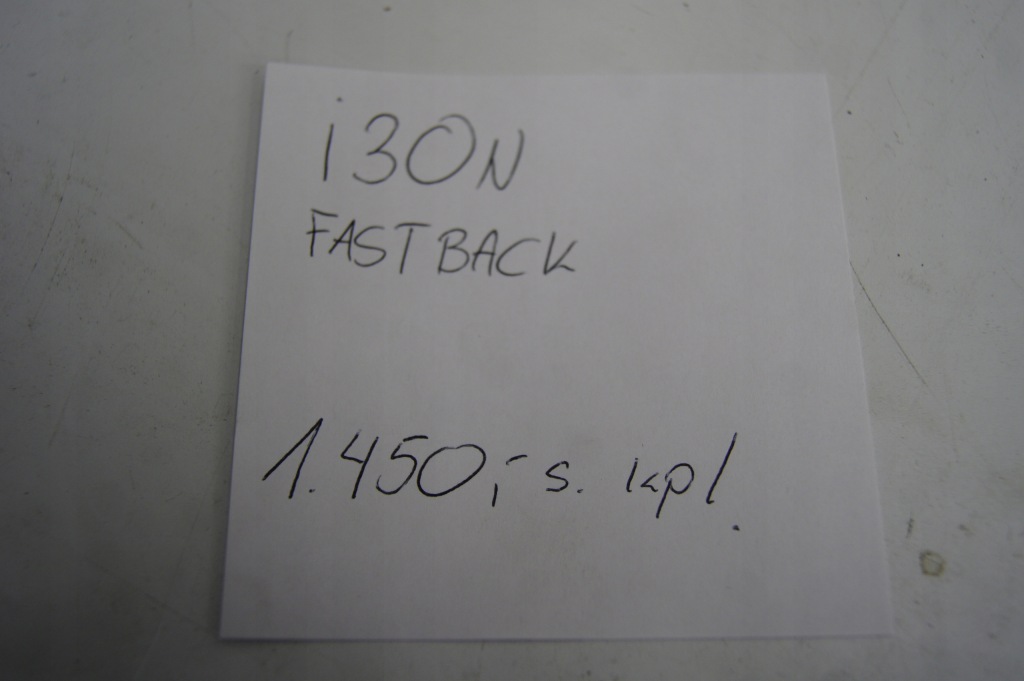 i30N
FASTBACK
1.450,- s. kpl.